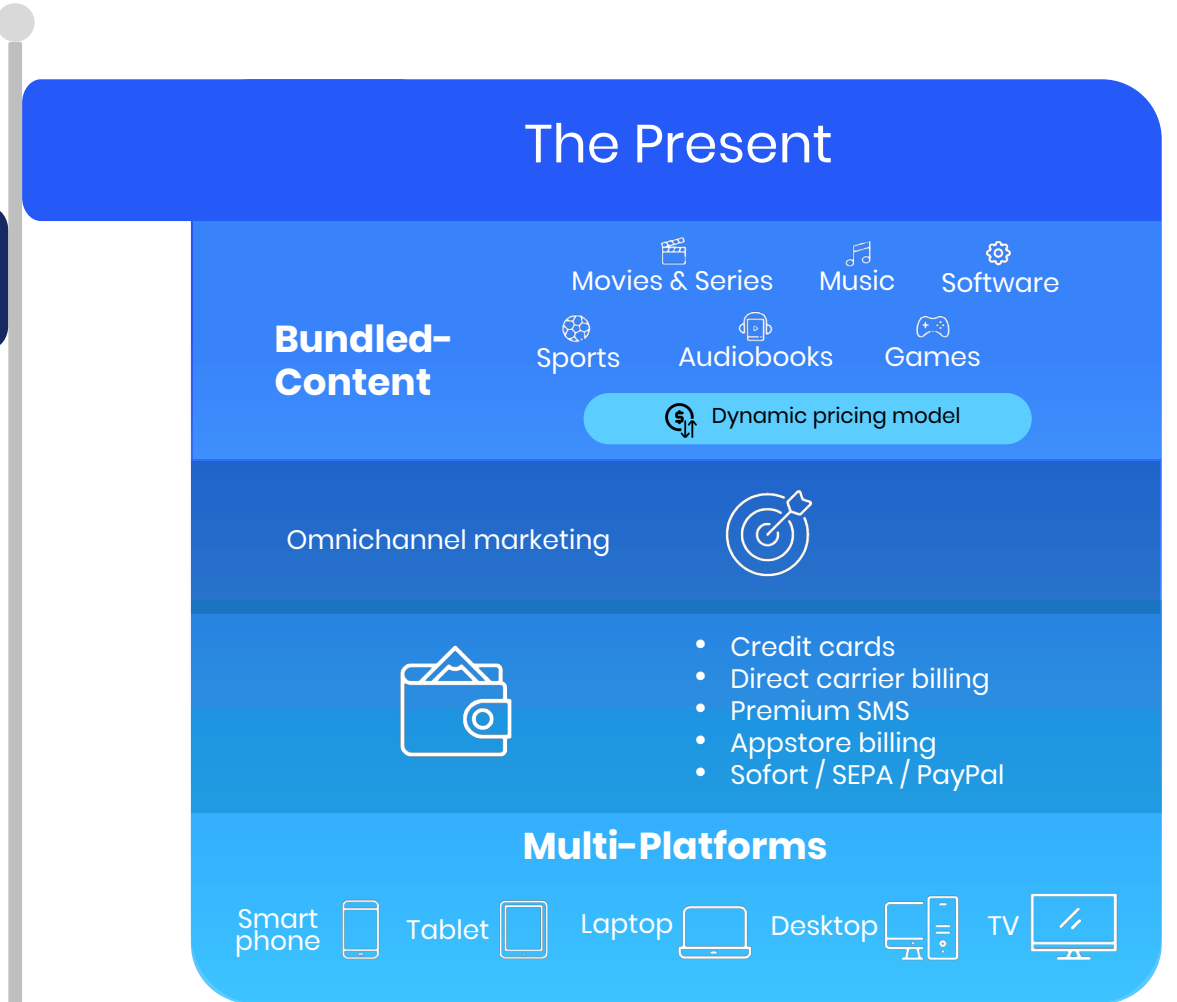 The Present
Movies & Series
Music
Software
Bundled-
Content
Sports
Audiobooks
Games
Dynamic pricing model
Omnichannel marketing
• Credit cards
• Direct carrier billing
• Premium SMS
• Appstore billing
• Sofort / SEPA / PayPal
Multi-Platforms
Smart
phone
Tablet
Laptop
Desktop
TV